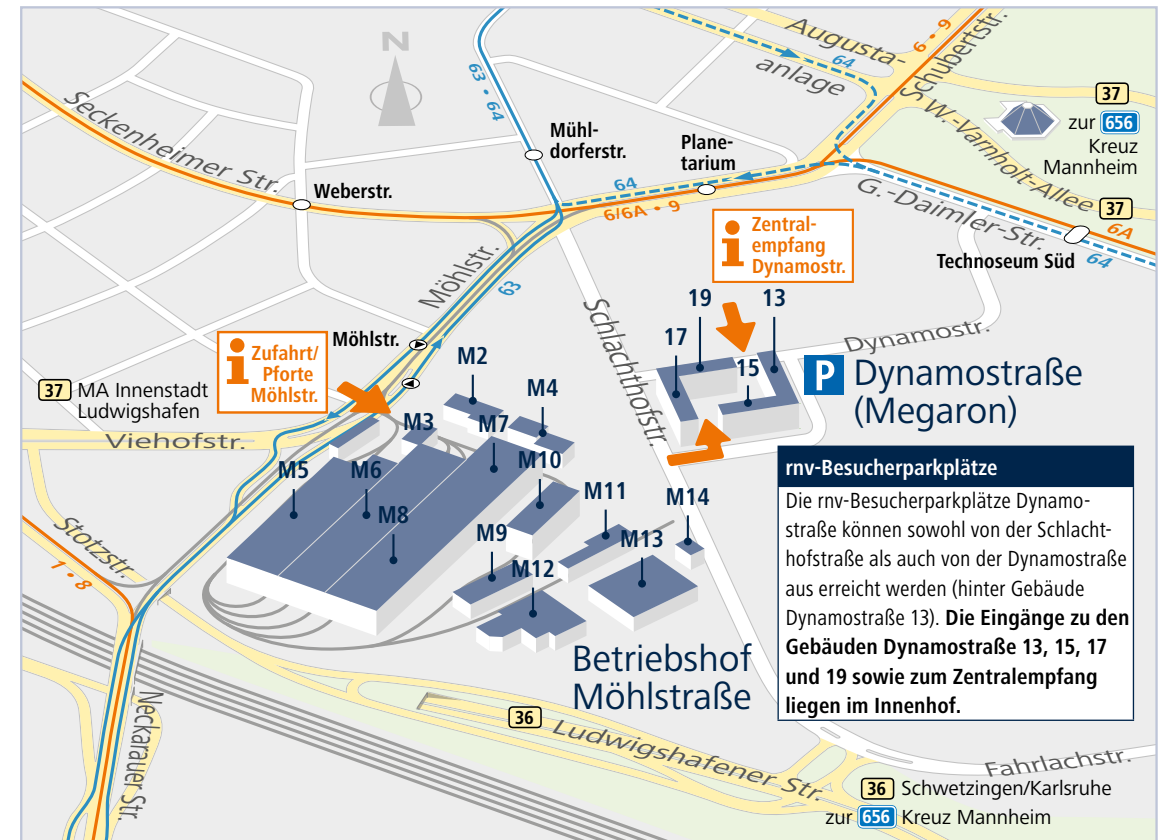 Augusta-
anlage
64
6 • 9
Schubertstr.
N
63 • 64
37
zur 656
Kreuz
Mannheim
W.-Varnholt-Allee
37
Seckenheimer Str.
Mühl-
dorferstr.
Plane-
tarium
Weberstr.
64
6/6A • 9
G.-Daimler-Str.
6A
64
Technoseum Süd
Zentral-
empfang
Dynamostr.
Möhlstr.
63
Schlachthofstr.
19
13
17
15
Dynamostr.
P Dynamostraße
(Megaron)
Möhlstr.
Zufahrt/
Pforte
Möhlstr.
37 MA Innenstadt
Ludwigshafen
Viehofstr.
M2
M4
M3
M7
M5
M6
M10
M8
M11
M14
M9
M13
M12
Stotzstr.
1 • 8
Betriebshof
Möhlstraße
rnv-Besucherparkplätze
Die rnv-Besucherparkplätze Dynamo-
straße können sowohl von der Schlacht-
hofstraße als auch von der Dynamostraße
aus erreicht werden (hinter Gebäude
Dynamostraße 13). Die Eingänge zu den
Gebäuden Dynamostraße 13, 15, 17
und 19 sowie zum Zentralempfang
liegen im Innenhof.
Neckarauer Str.
36
Ludwigshafener Str.
Fahrlachstr.
36 Schwetzingen/Karlsruhe
zur 656 Kreuz Mannheim